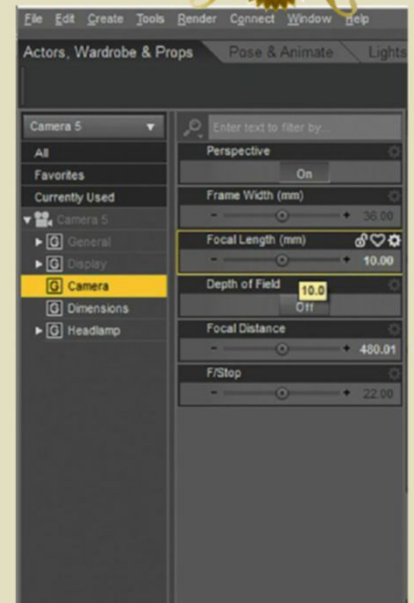 File Edit Create Tools Render Connect Window Help
Actors, Wardrobe & Props Pose & Animate Lights
Camera 5
Enter text to filter by...
All
Favorites
Currently Used
Camera 5
G General
G Display
G Camera
G Dimensions
G Headlamp
Perspective
On
Frame Width (mm)
- + 36.00
Focal Length (mm)
- + 10.00
Depth of Field
10.0
Off
Focal Distance
- + 480.01
F/Stop
- + 22.00